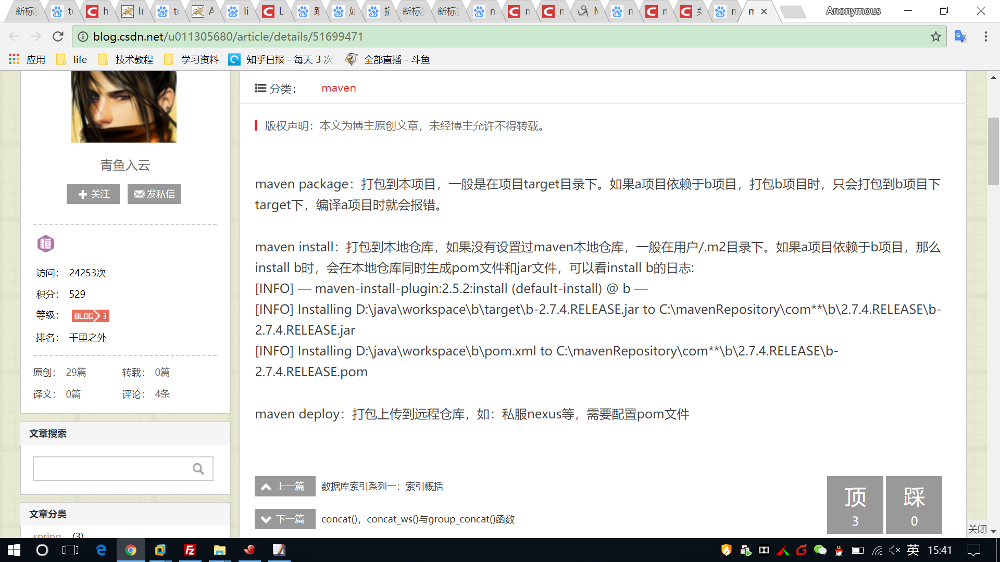 新标 te h In te A li L 新标 新标 n n n M n n n m
Anonymous
blog.csdn.net/u011305680/article/details/51699471
应用 life 技术教程 学习资料 知乎日报 - 每天 3 次 全部直播 - 斗鱼
分类： maven
版权声明：本文为博主原创文章，未经博主允许不得转载。
青鱼入云
关注 发私信
恒
访问： 24253次
积分： 529
等级： BLOG 3
排名： 千里之外
原创： 29篇 转载： 0篇
译文： 0篇 评论： 4条
文章搜索
文章分类
spring (3)
maven package：打包到本项目，一般是在项目target目录下。如果a项目依赖于b项目，打包b项目时，只会打包到b项目下
target下，编译a项目时就会报错。
maven install：打包到本地仓库，如果没有设置过maven本地仓库，一般在用户/.m2目录下。如果a项目依赖于b项目，那么
install b时，会在本地仓库同时生成pom文件和jar文件，可以看install b的日志:
[INFO] — maven-install-plugin:2.5.2:install (default-install) @ b —
[INFO] Installing D:\java\workspace\b\target\b-2.7.4.RELEASE.jar to C:\mavenRepository\com**\b\2.7.4.RELEASE\b-
2.7.4.RELEASE.jar
[INFO] Installing D:\java\workspace\b\pom.xml to C:\mavenRepository\com**\b\2.7.4.RELEASE\b-
2.7.4.RELEASE.pom
maven deploy：打包上传到远程仓库，如：私服nexus等，需要配置pom文件
上一篇 数据库索引系列一：索引概括
下一篇 concat()，concat_ws()与group_concat()函数
顶 踩
3 0
关闭
英 15:41